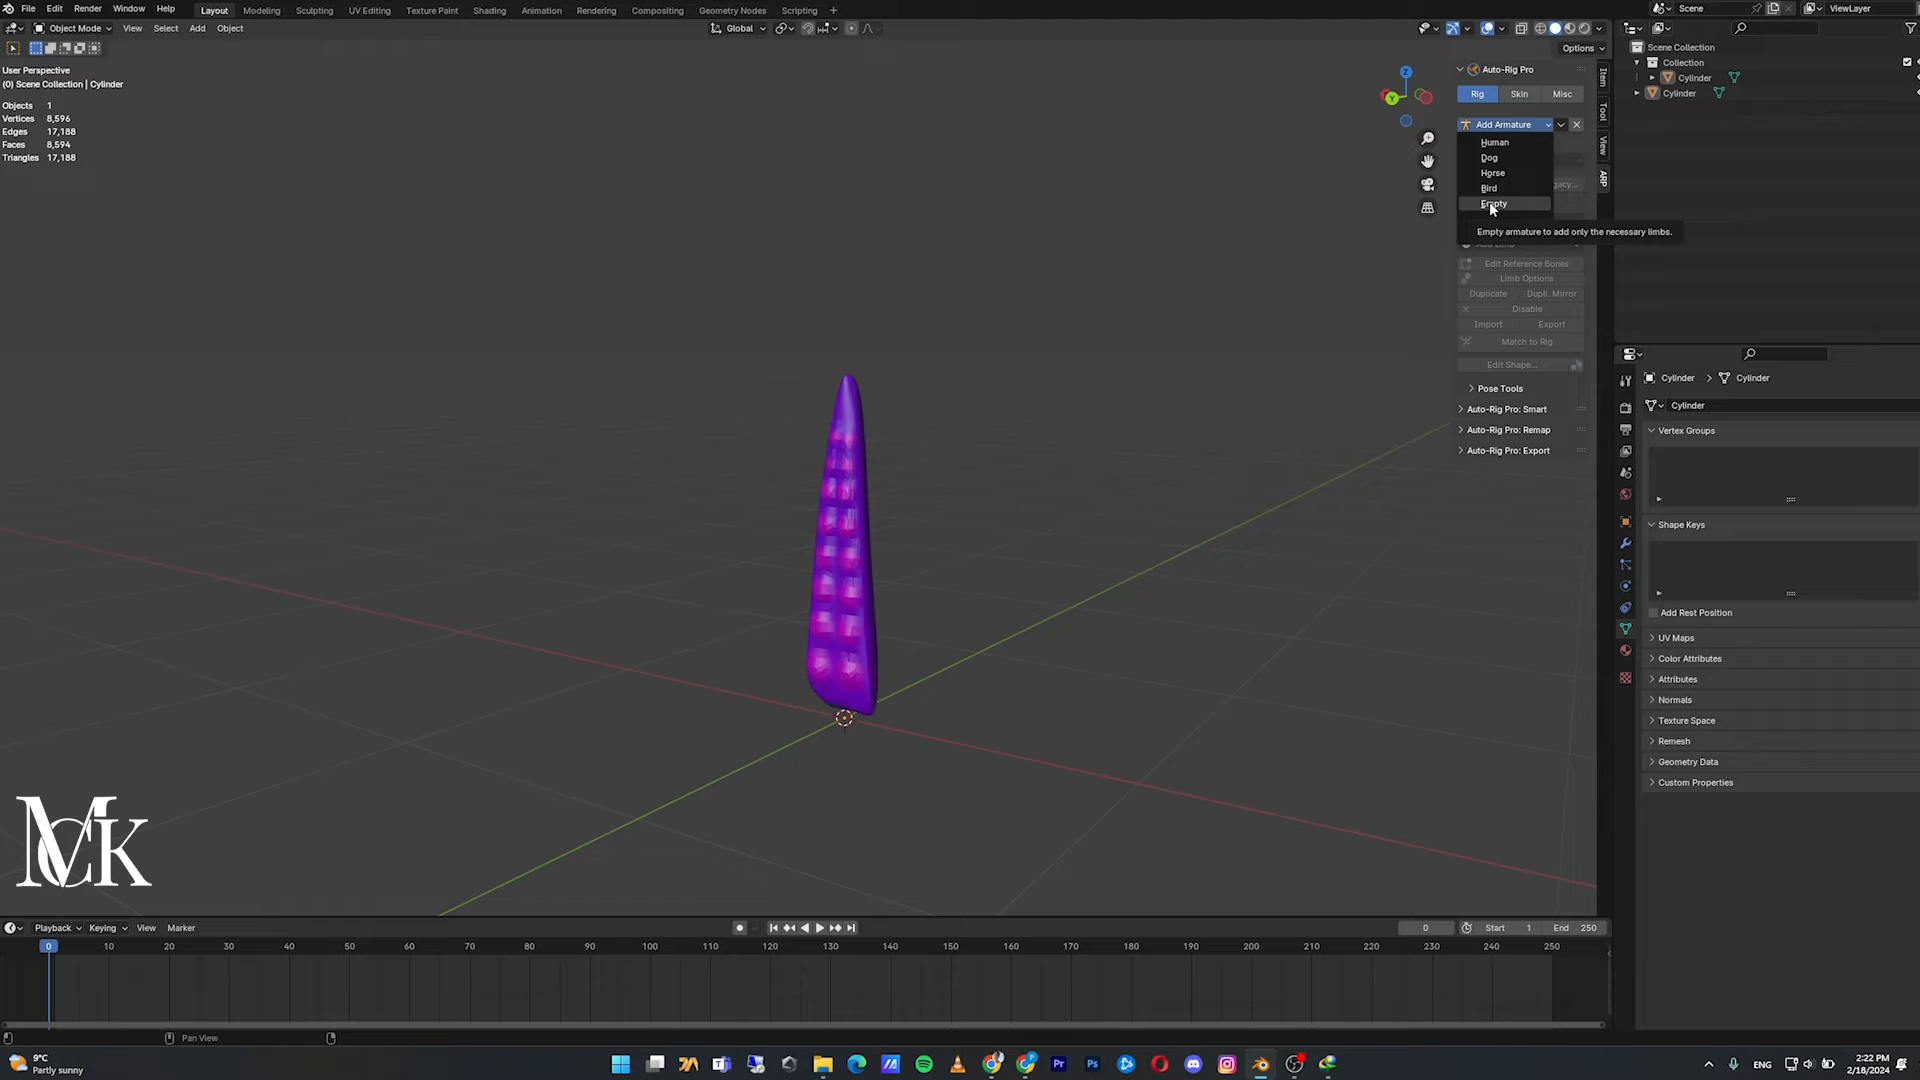 File Edit Render Window Help Layout Modeling Sculpting UV Editing Texture Paint Shading Animation Rendering Compositing Geometry Nodes Scripting + Scene ViewLayer
Object Mode View Select Add Object Global
Options
User Perspective
(0) Scene Collection | Cylinder
Objects 1
Vertices 8,596
Edges 17,188
Faces 8,594
Triangles 17,188
Auto-Rig Pro
Rig Skin Misc
Add Armature
Human
Dog
Horse
Bird
Empty
Empty armature to add only the necessary limbs.
Edit Reference Bones
Limb Options
Duplicate Dupli. Mirror
Disable
Import Export
Match to Rig
Edit Shape...
Pose Tools
Auto-Rig Pro: Smart
Auto-Rig Pro: Remap
Auto-Rig Pro: Export
Item
Tool
View
ARP
Scene Collection
Collection
Cylinder
Cylinder
Cylinder > Cylinder
Cylinder
Vertex Groups
Shape Keys
Add Rest Position
UV Maps
Color Attributes
Attributes
Normals
Texture Space
Remesh
Geometry Data
Custom Properties
MCK
Playback Keying View Marker 0 Start 1 End 250
0 10 20 30 40 50 60 70 80 90 100 110 120 130 140 150 160 170 180 190 200 210 220 230 240 250
Pan View
9°C
Partly sunny
ENG
2:22 PM
2/18/2024